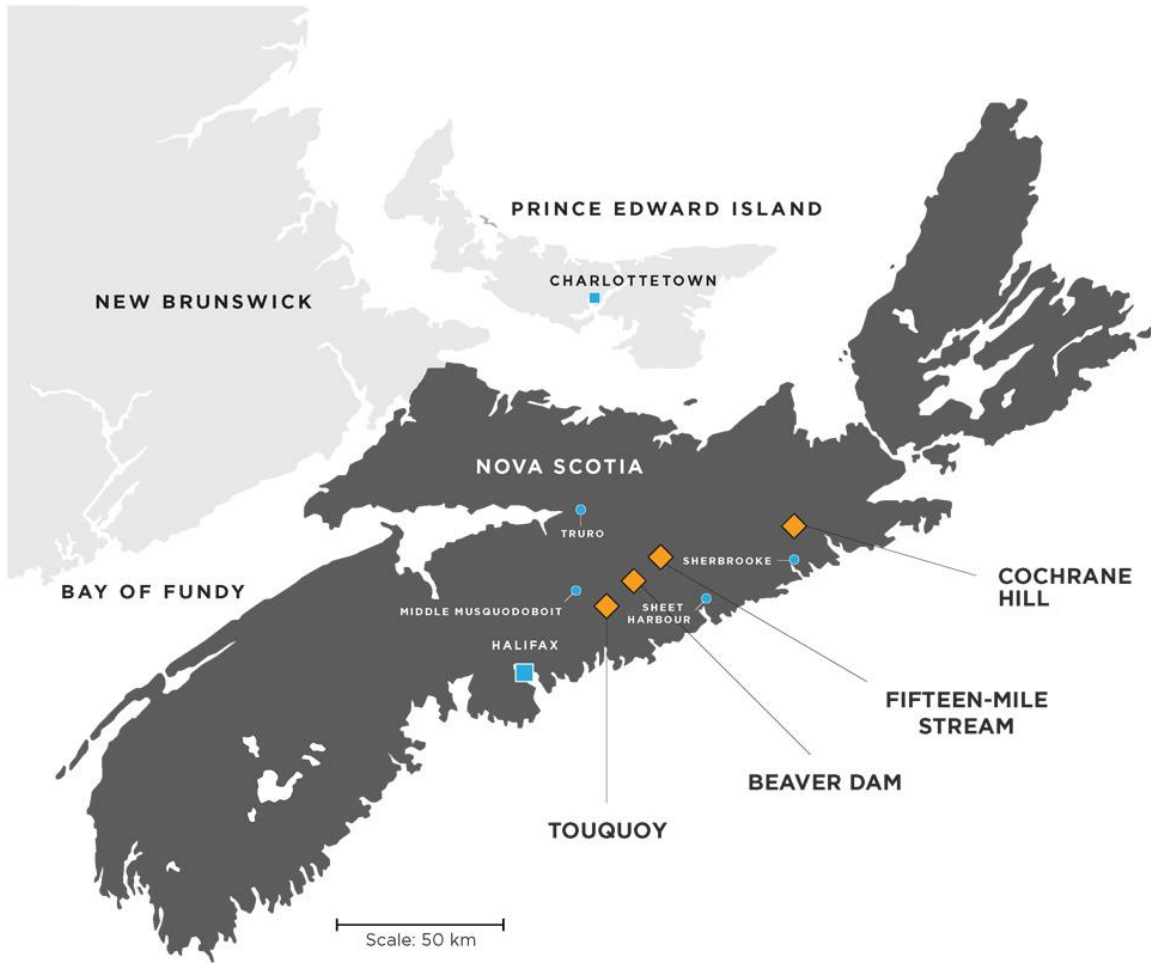 PRINCE EDWARD ISLAND
CHARLOTTETOWN
NEW BRUNSWICK
NOVA SCOTIA
TRURO
SHERBROOKE
COCHRANE
HILL
BAY OF FUNDY
MIDDLE MUSQUODOBOIT
SHEET
HARBOUR
HALIFAX
FIFTEEN-MILE
STREAM
BEAVER DAM
TOUQUOY
Scale: 50 km